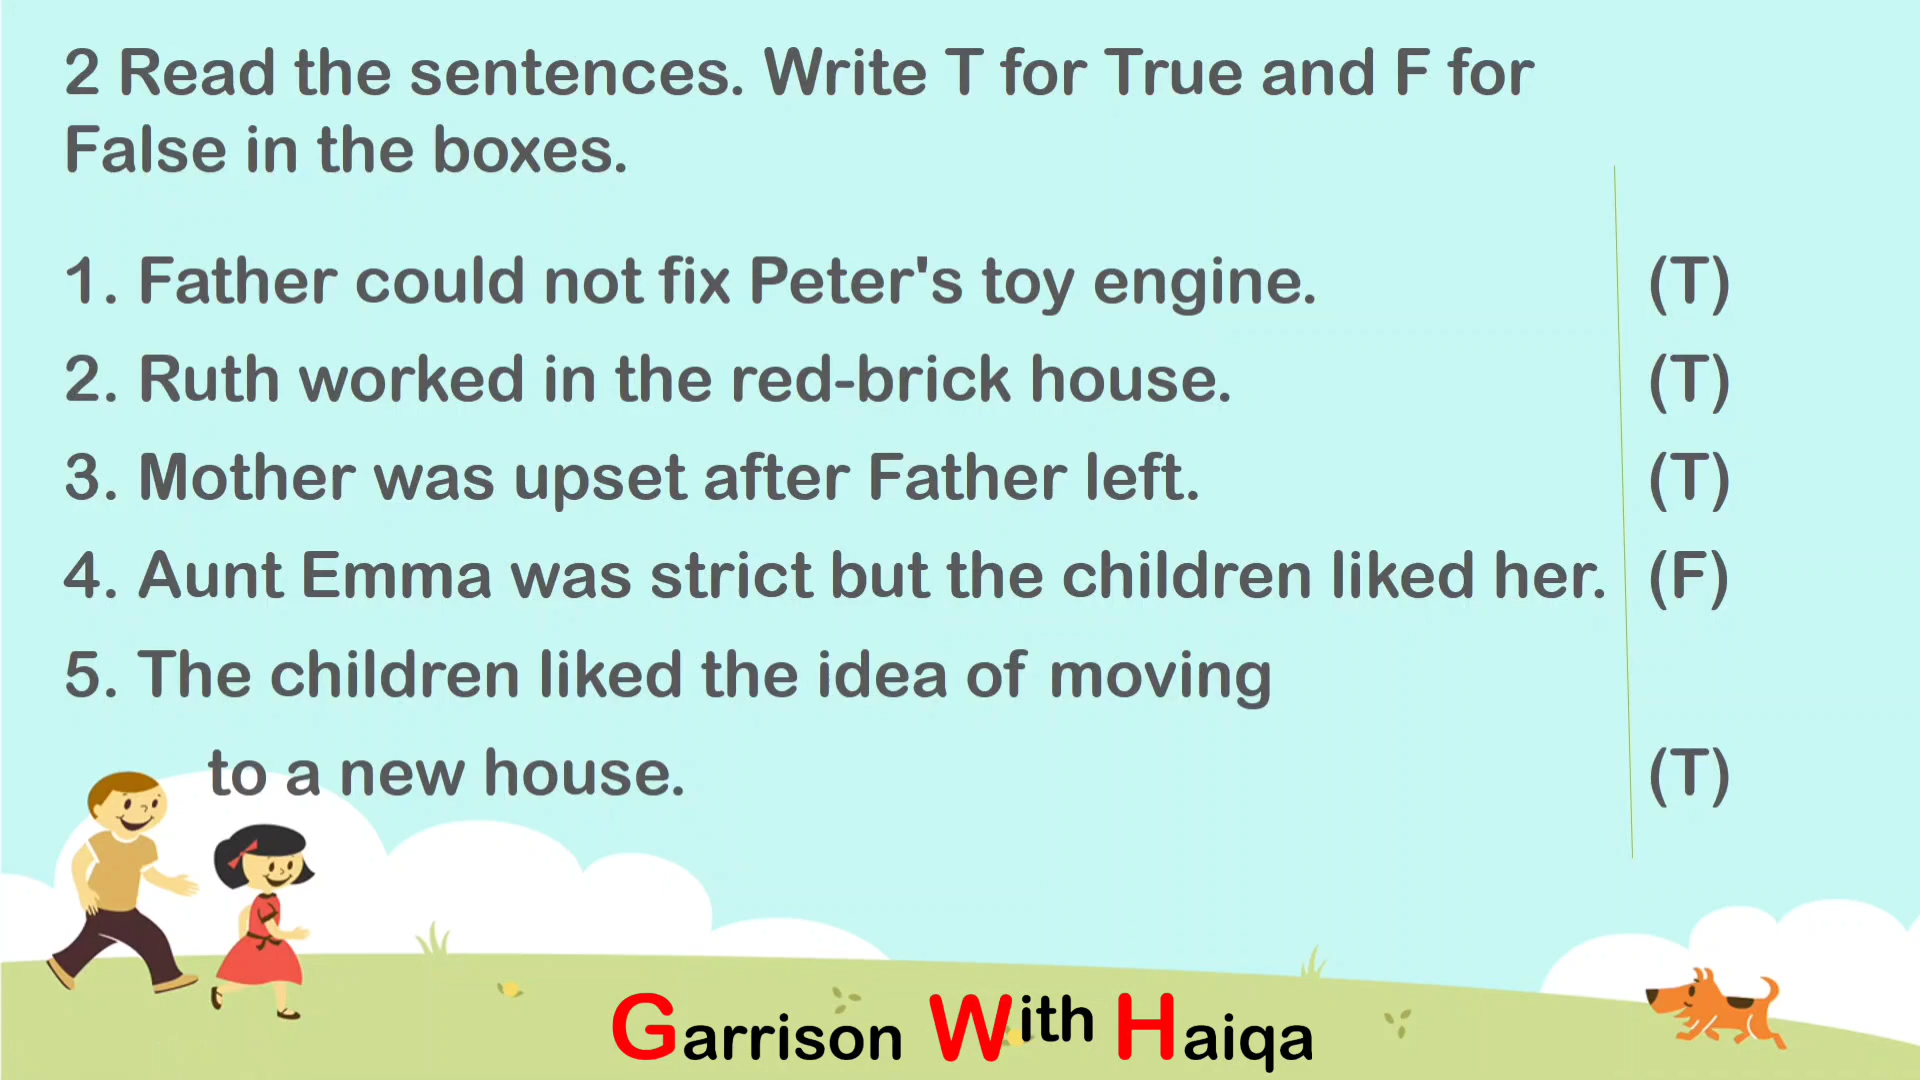 2 Read the sentences. Write T for True and F for
False in the boxes.
1. Father could not fix Peter's toy engine. (T)
2. Ruth worked in the red-brick house. (T)
3. Mother was upset after Father left. (T)
4. Aunt Emma was strict but the children liked her. (F)
5. The children liked the idea of moving
to a new house. (T)
Garrison With Haiqa